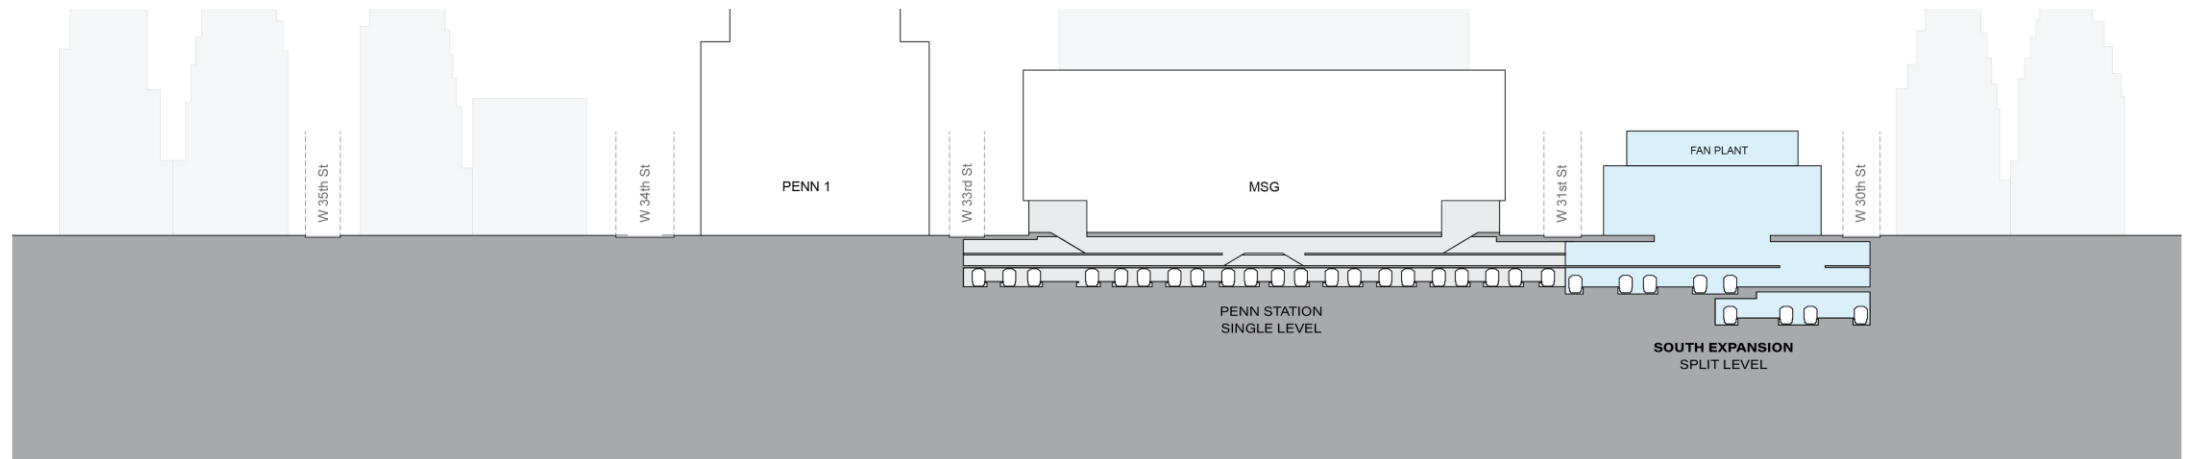 W 35th St
W 34th St
PENN 1
W 33rd St
MSG
W 31st St
FAN PLANT
W 30th St
PENN STATION
SINGLE LEVEL
SOUTH EXPANSION
SPLIT LEVEL